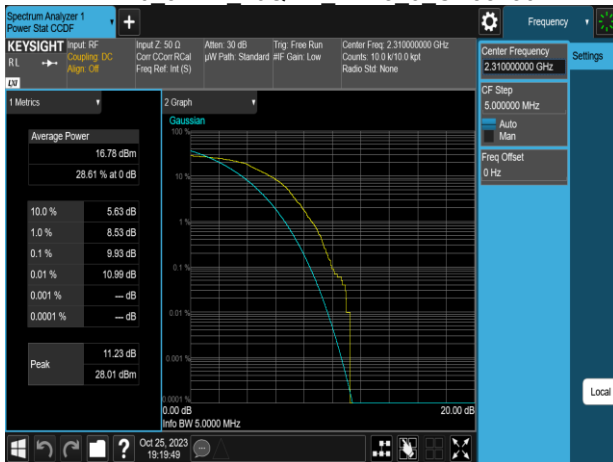 Spectrum Analyzer 1
Power Stat CCDF
Frequency
KEYSIGHT
RL
LXI
Input: RF
Coupling: DC
Align: Off
Input Z: 50 Ω
Corr CCorr RCal
Freq Ref: Int (S)
Atten: 30 dB
µW Path: Standard
Trig: Free Run
#IF Gain: Low
Center Freq: 2.310000000 GHz
Counts: 10.0 k/10.0 kpt
Radio Std: None
Center Frequency
2.310000000 GHz
Settings
CF Step
5.000000 MHz
Auto
Man
Freq Offset
0 Hz
Local
1 Metrics
Average Power
16.78 dBm
28.61 % at 0 dB
10.0 % 5.63 dB
1.0 % 8.53 dB
0.1 % 9.93 dB
0.01 % 10.99 dB
0.001 % --- dB
0.0001 % --- dB
Peak
11.23 dB
28.01 dBm
2 Graph
Gaussian
100 %
10 %
1 %
0.1 %
0.01 %
0.001 %
0.0001 %
0.00 dB
20.00 dB
Info BW 5.0000 MHz
?
Oct 25, 2023
19:19:49